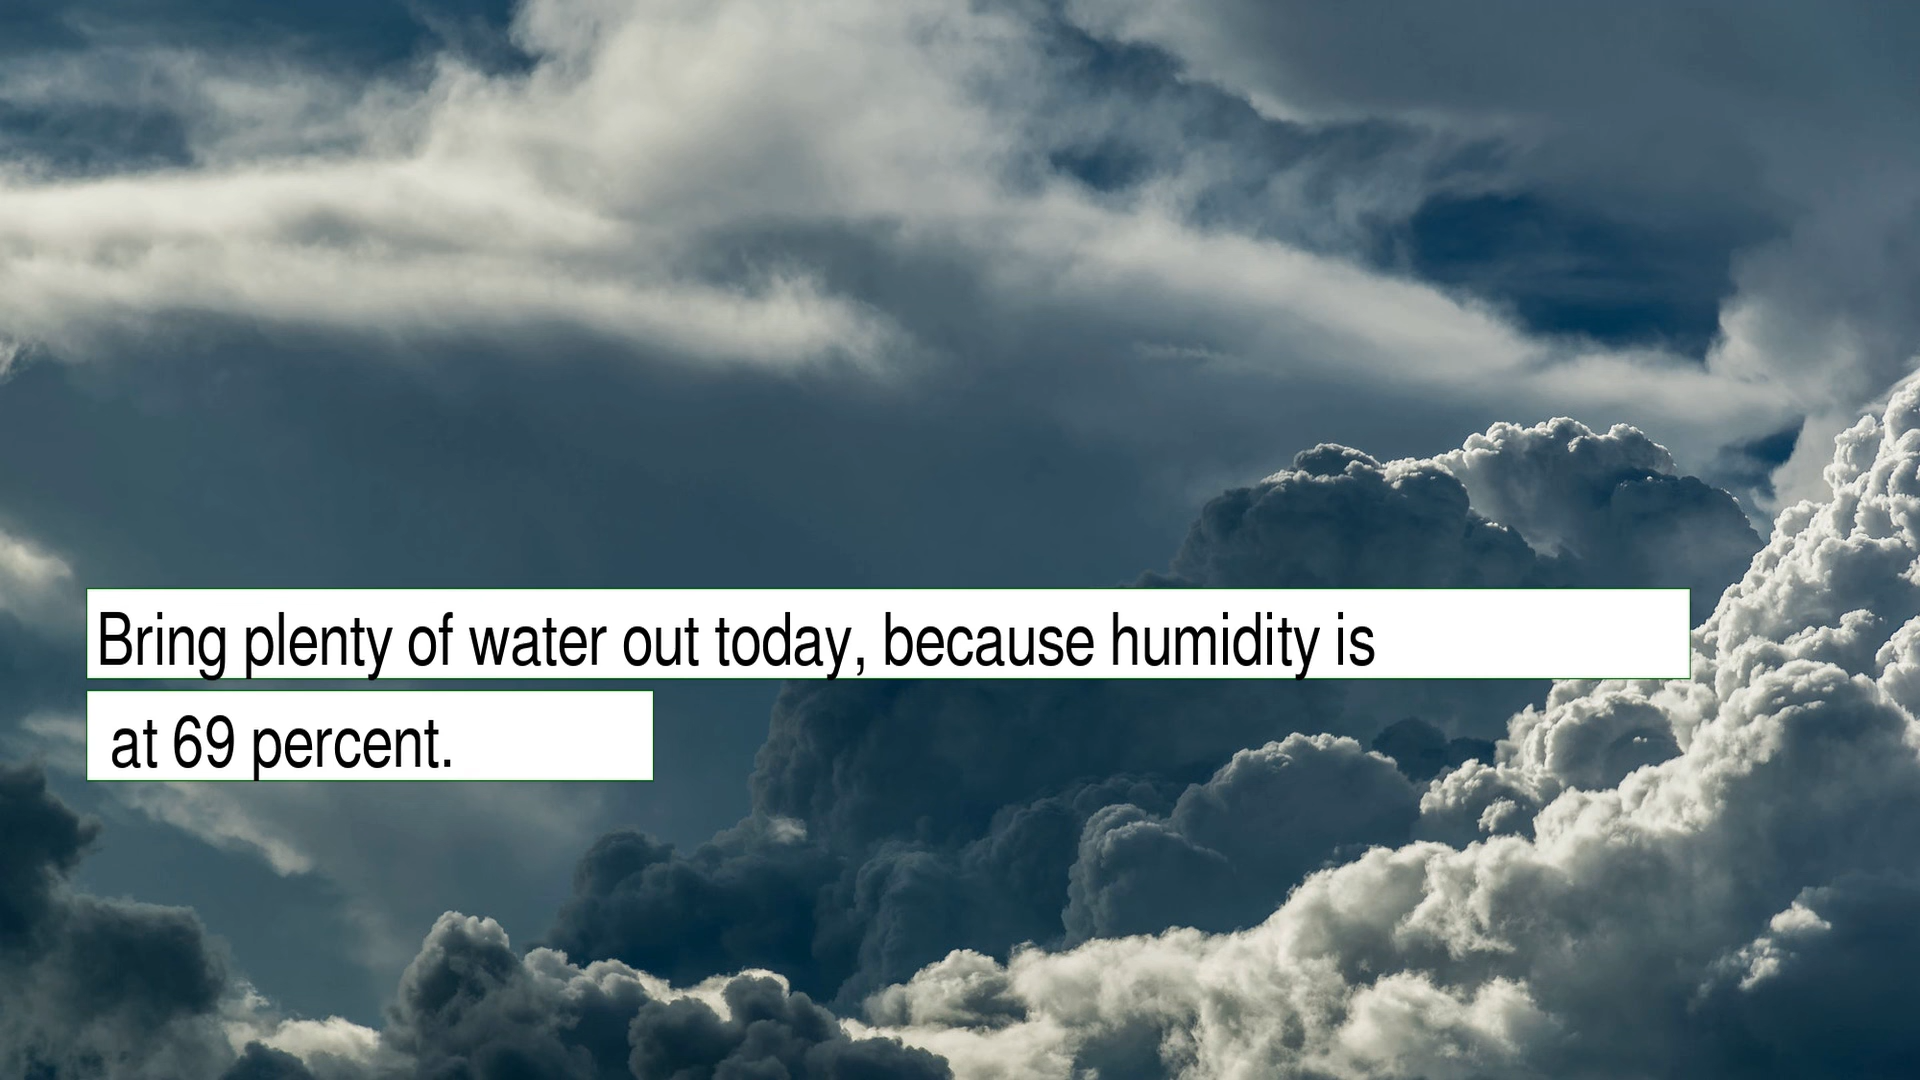 Bring plenty of water out today, because humidity is
at 69 percent.